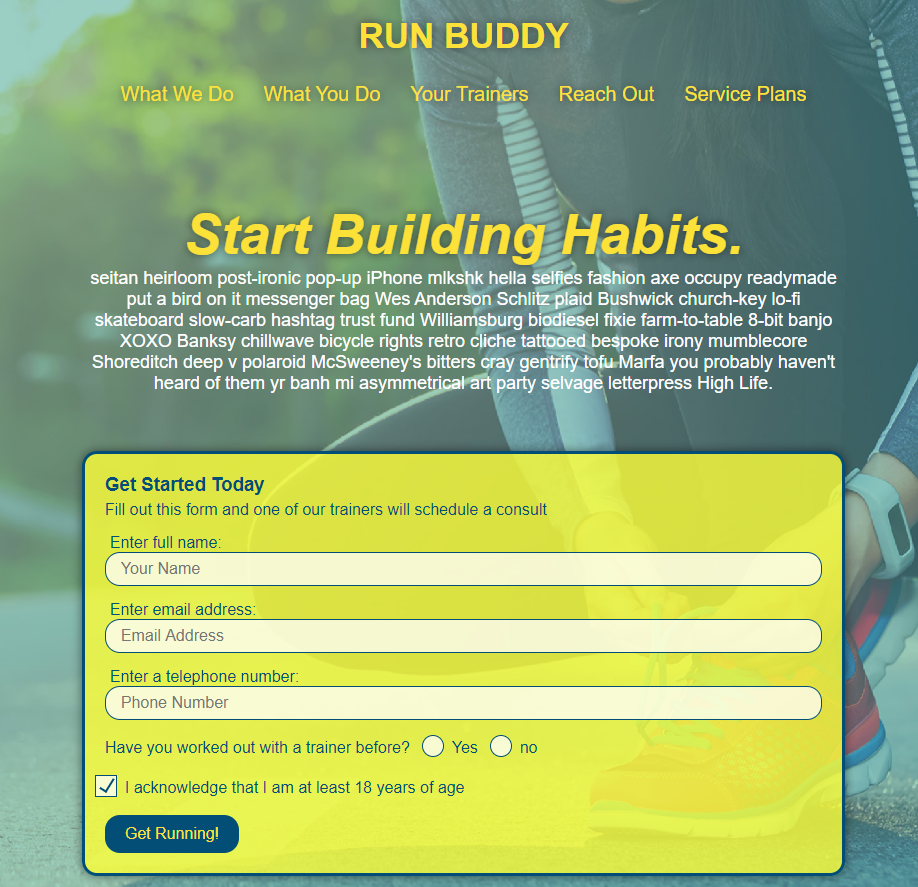 RUN BUDDY
What We Do What You Do Your Trainers Reach Out Service Plans
Start Building Habits.
seitan heirloom post-ironic pop-up iPhone mlkshk hella selfies fashion axe occupy readymade
put a bird on it messenger bag Wes Anderson Schlitz plaid Bushwick church-key lo-fi
skateboard slow-carb hashtag trust fund Williamsburg biodiesel fixie farm-to-table 8-bit banjo
XOXO Banksy chillwave bicycle rights retro cliche tattooed bespoke irony mumblecore
Shoreditch deep v polaroid McSweeney's bitters cray gentrify tofu Marfa you probably haven't
heard of them yr banh mi asymmetrical art party selvage letterpress High Life.
Get Started Today
Fill out this form and one of our trainers will schedule a consult
Enter full name:
Your Name
Enter email address:
Email Address
Enter a telephone number:
Phone Number
Have you worked out with a trainer before? Yes no
I acknowledge that I am at least 18 years of age
Get Running!